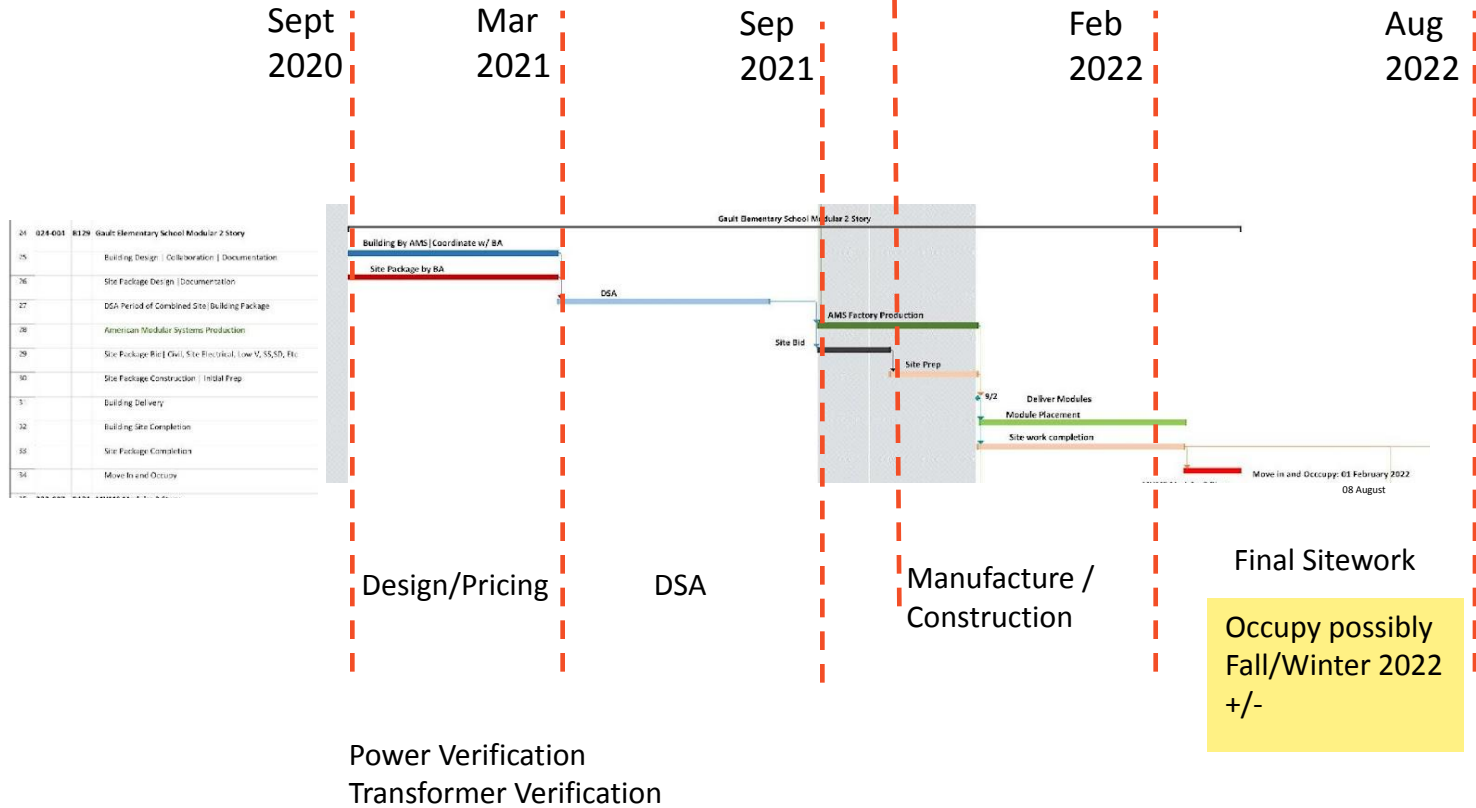 Sept
2020
Mar
2021
Sep
2021
Feb
2022
Aug
2022
Gault Elementary School Modular 2 Story
24 024-001 B129 Gault Elementary School Modular 2 Story
Building By AMS|Coordinate w/ BA
25 Building Design | Collaboration | Documentation
Site Package by BA
26 Site Package Design |Documentation
DSA
27 DSA Period of Combined Site|Building Package
AMS Factory Production
28 American Modular Systems Production
Site Bid
29 Site Package Bid| Civil, Site Electrical, Low V, SS,SD, Etc
Site Prep
30 Site Package Construction | Initial Prep
9/2 Deliver Modules
31 Building Delivery
Module Placement
32 Building Site Completion
Site work completion
33 Site Package Completion
34 Move In and Occupy
Move in and Occcupy: 01 February 2022
08 August
Design/Pricing
DSA
Manufacture /
Construction
Final Sitework
Occupy possibly
Fall/Winter 2022
+/-
Power Verification
Transformer Verification